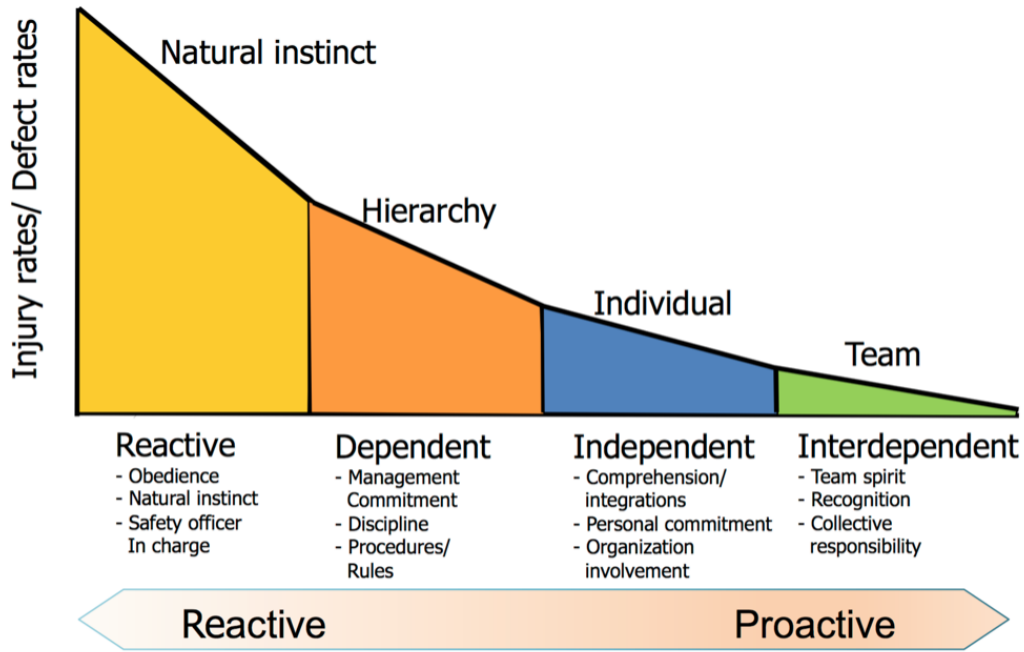 Injury rates/ Defect rates
Natural instinct
Hierarchy
Individual
Team
Reactive
- Obedience
- Natural instinct
- Safety officer
In charge
Dependent
- Management
Commitment
- Discipline
- Procedures/
Rules
Independent
- Comprehension/
integrations
- Personal commitment
- Organization
involvement
Interdependent
- Team spirit
- Recognition
- Collective
responsibility
Reactive
Proactive